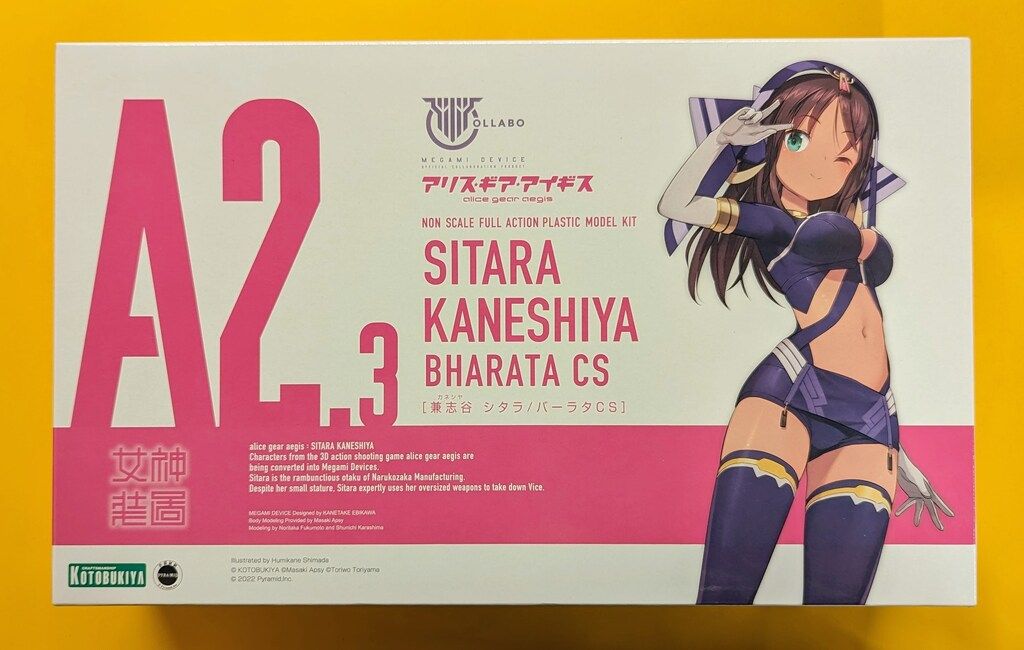 A2..3
COLLABO
MEGAMI DEVICE
OFFICIAL COLLABORATION PRODUCT
アリス・ギア・アイギス
alice gear aegis
NON SCALE FULL ACTION PLASTIC MODEL KIT
SITARA
KANESHIYA
BHARATA CS
カネシヤ
[兼志谷 シタラ/バーラタCS]
女神
装置
alice gear aegis : SITARA KANESHIYA
Characters from the 3D action shooting game alice gear aegis are
being converted into Megami Devices.
Sitara is the rambunctious otaku of Narukozaka Manufacturing.
Despite her small stature, Sitara expertly uses her oversized weapons to take down Vice.
MEGAMI DEVICE Designed by KANETAKE EBIKAWA
Body Modeling Provided by Masaki Apsy
Modeling by Noritaka Fukumoto and Shunichi Karashima
CRAFTSMANSHIP
KOTOBUKIYA
PYRAMID
Illustrated by Humikane Shimada
© KOTOBUKIYA ©Masaki Apsy ©Toriwo Toriyama
© 2022 Pyramid,Inc.